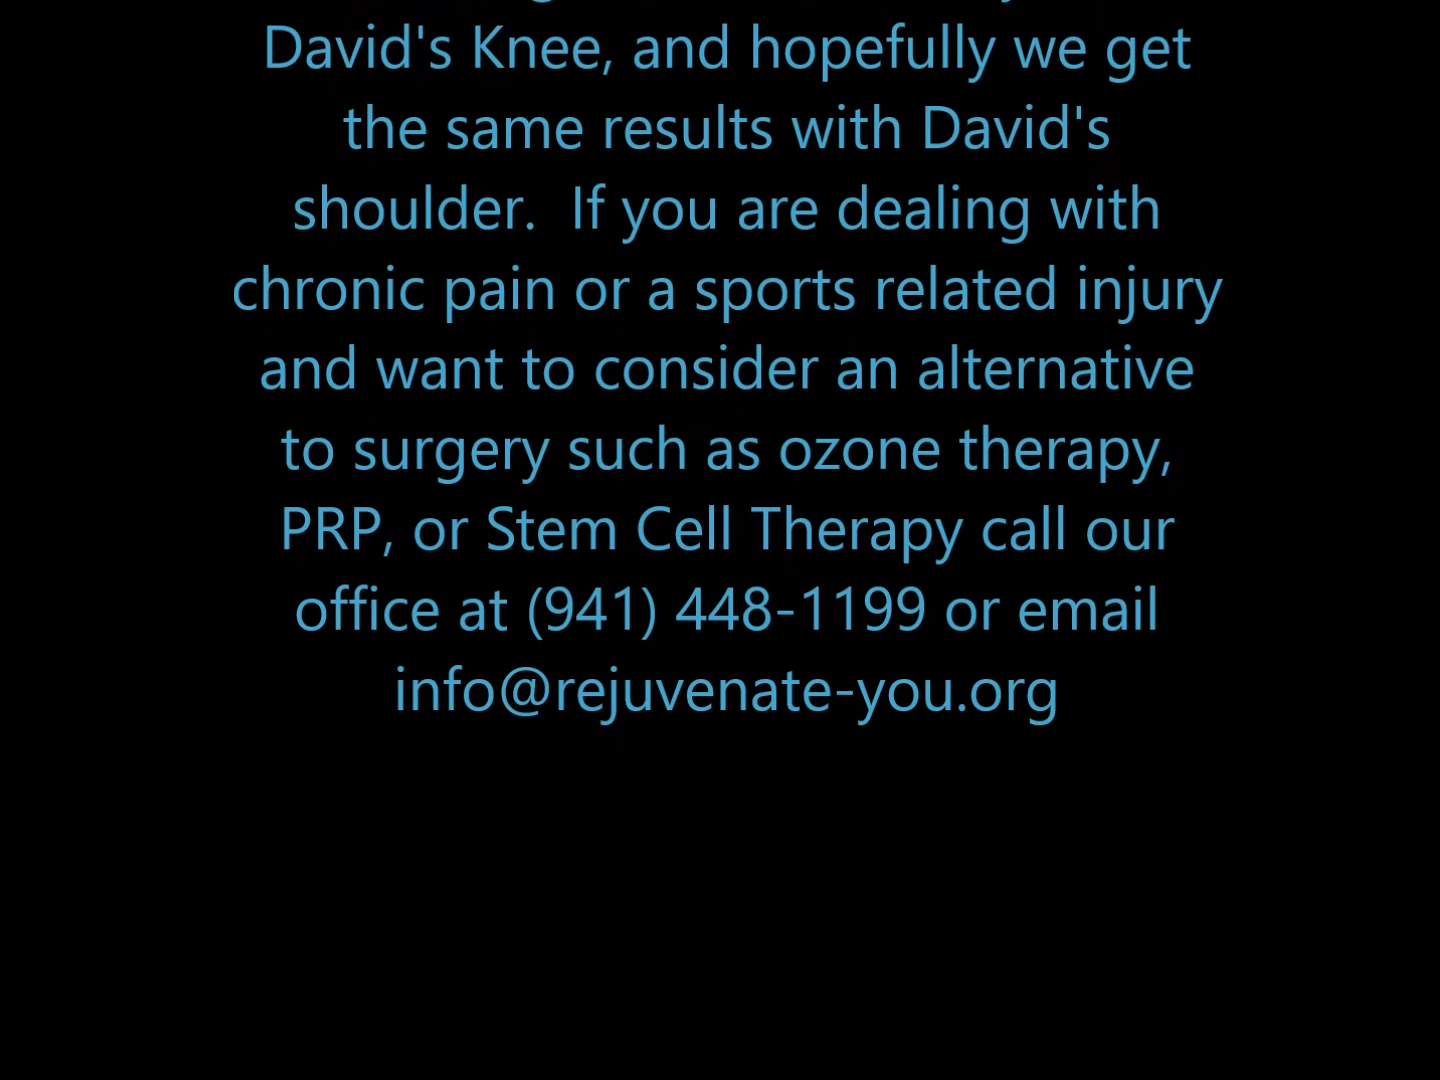 David's Knee, and hopefully we get
the same results with David's
shoulder.  If you are dealing with
chronic pain or a sports related injury
and want to consider an alternative
to surgery such as ozone therapy,
PRP, or Stem Cell Therapy call our
office at (941) 448-1199 or email
info@rejuvenate-you.org